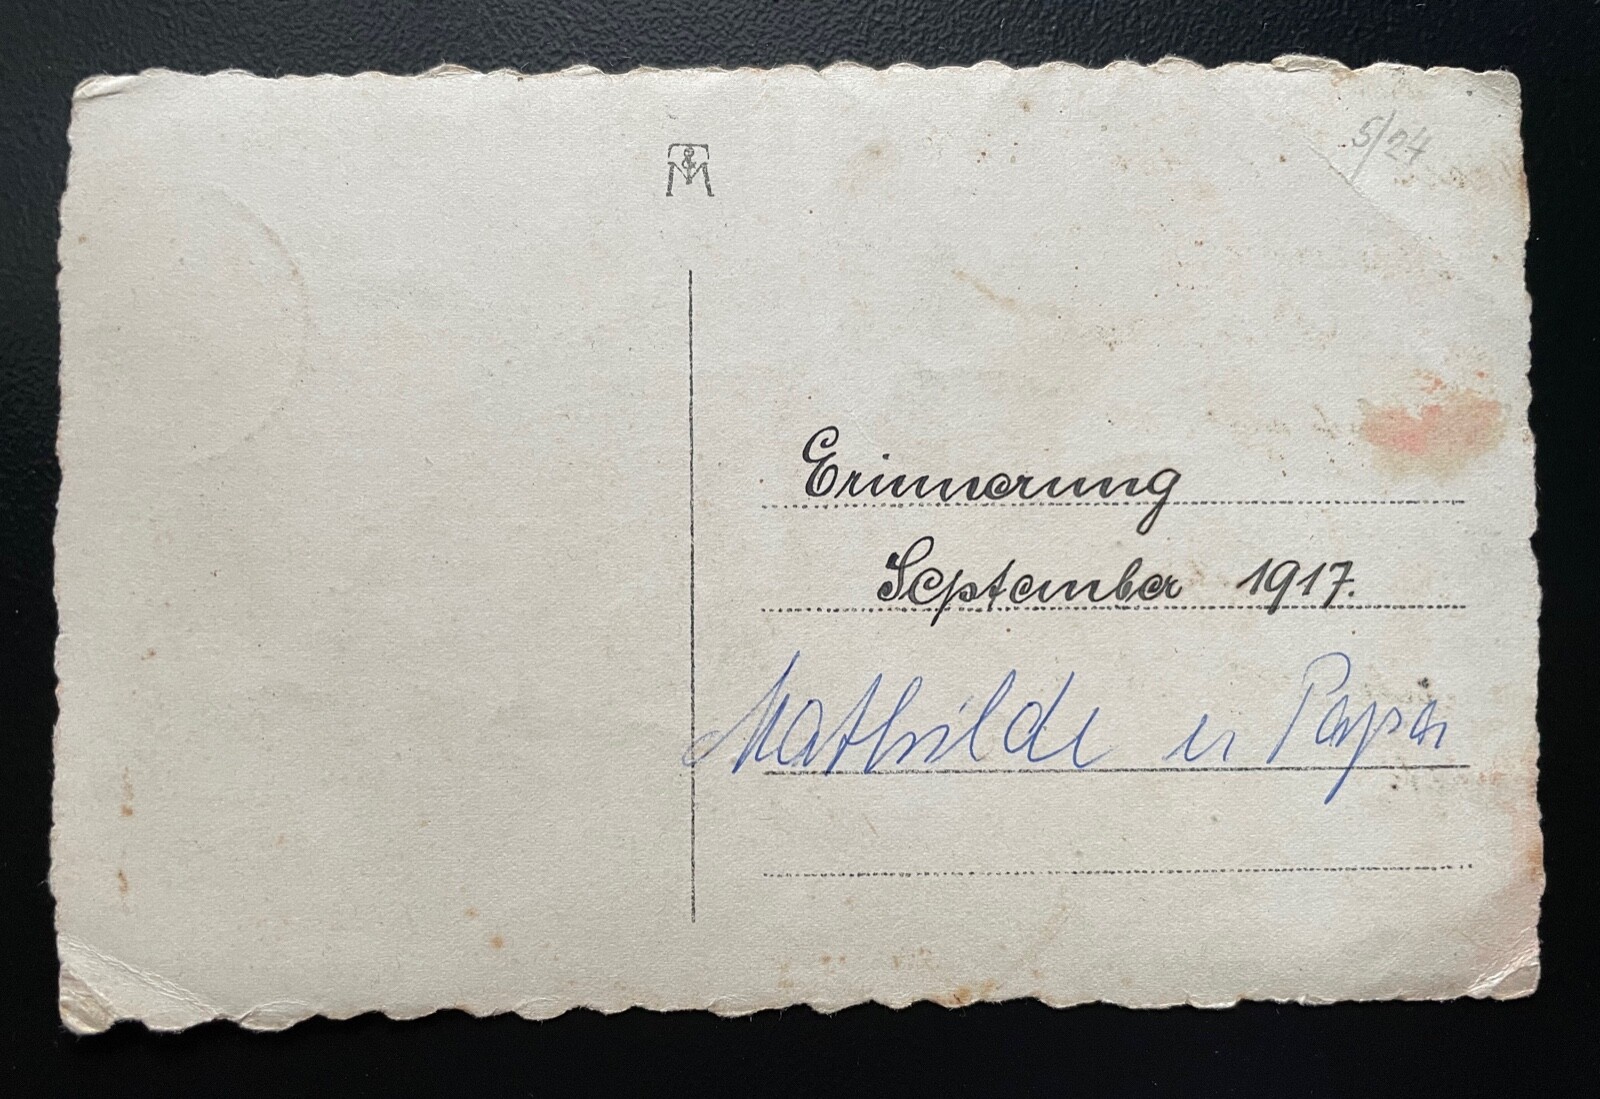 5/24
Erinnerung
September 1917.
Mathilde u Papa